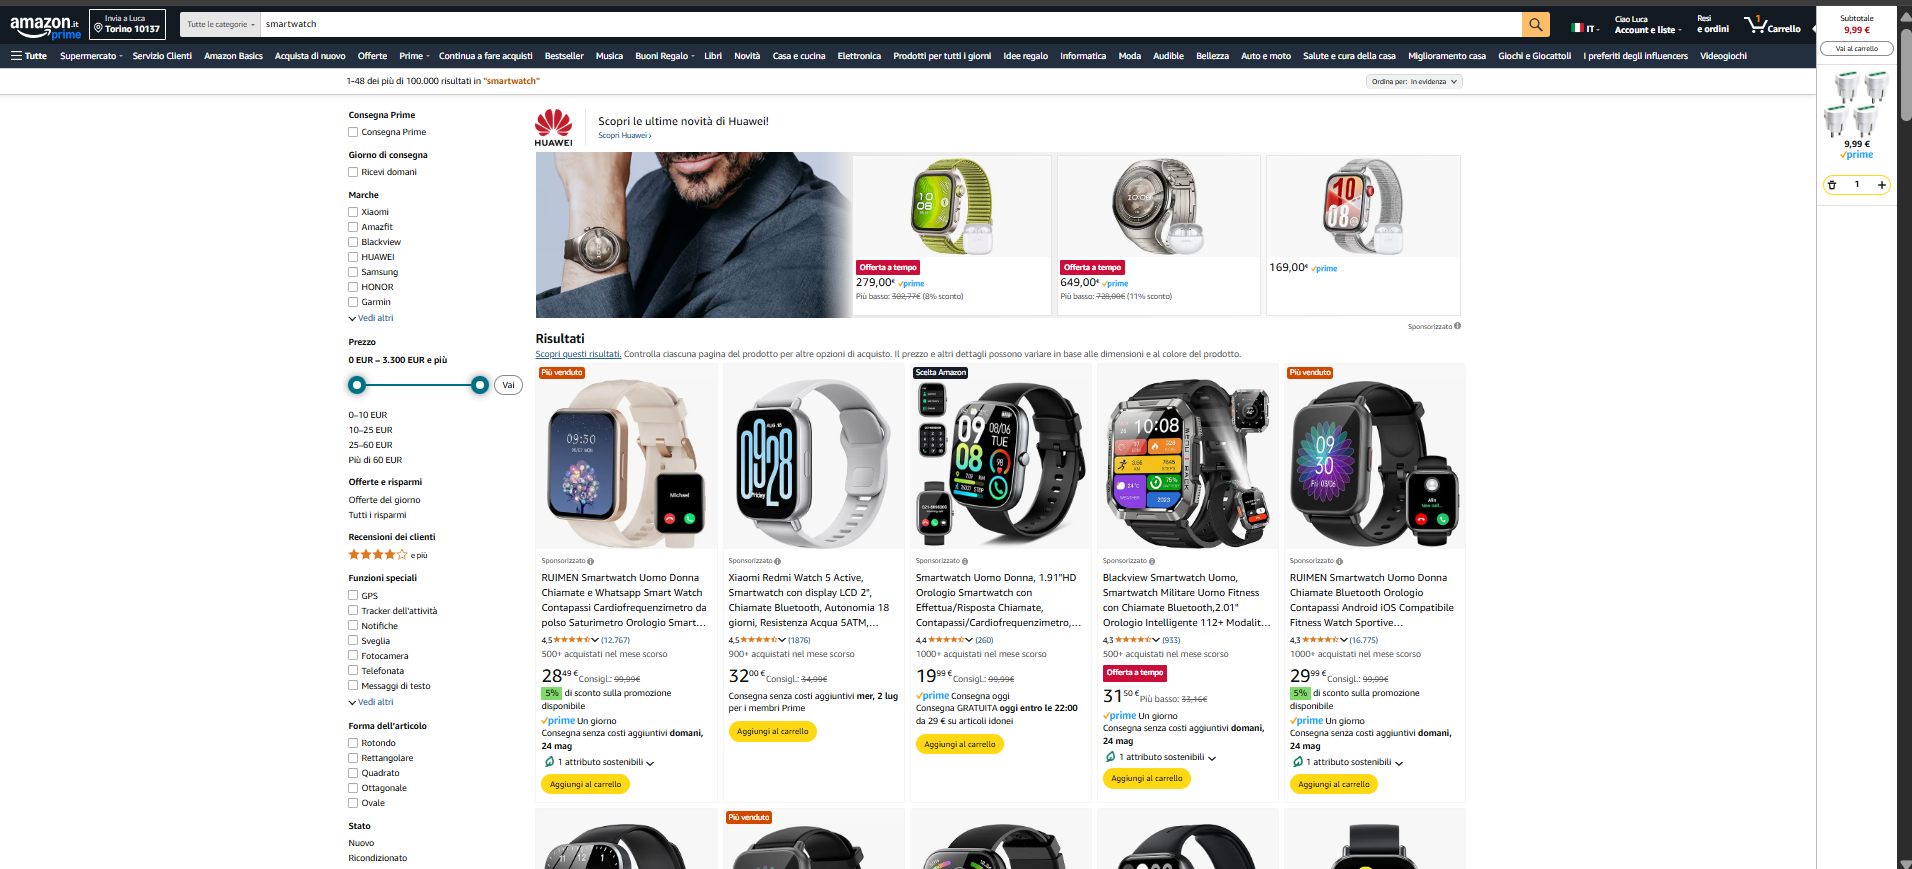 amazon.it
prime
Invia a Luca
Torino 10137
Tutte le categorie
smartwatch
IT
Ciao Luca
Account e liste
Resi
e ordini
1
Carrello
Tutte
Supermercato
Servizio Clienti
Amazon Basics
Acquista di nuovo
Offerte
Prime
Continua a fare acquisti
Bestseller
Musica
Buoni Regalo
Libri
Novità
Casa e cucina
Elettronica
Prodotti per tutti i giorni
Idee regalo
Informatica
Moda
Audible
Bellezza
Auto e moto
Salute e cura della casa
Miglioramento casa
Giochi e Giocattoli
I preferiti degli influencers
Videogiochi
Subtotale
9,99 €
Vai al carrello
9,99 €
prime
1
1-48 dei più di 100.000 risultati in "smartwatch"
Ordina per: In evidenza
Consegna Prime
Consegna Prime
Giorno di consegna
Ricevi domani
Marche
Xiaomi
Amazfit
Blackview
HUAWEI
Samsung
HONOR
Garmin
Vedi altri
Prezzo
0 EUR – 3.300 EUR e più
Vai
0–10 EUR
10–25 EUR
25–60 EUR
Più di 60 EUR
Offerte e risparmi
Offerte del giorno
Tutti i risparmi
Recensioni dei clienti
e più
Funzioni speciali
GPS
Tracker dell'attività
Notifiche
Sveglia
Fotocamera
Telefonata
Messaggi di testo
Vedi altri
Forma dell'articolo
Rotondo
Rettangolare
Quadrato
Ottagonale
Ovale
Stato
Nuovo
Ricondizionato
HUAWEI
Scopri le ultime novità di Huawei!
Scopri Huawei ›
Offerta a tempo
279,00€ prime
Più basso: 302,77€ (8% sconto)
Offerta a tempo
649,00€ prime
Più basso: 728,00€ (11% sconto)
10
08
169,00€ prime
Sponsorizzato
Risultati
Scopri questi risultati. Controlla ciascuna pagina del prodotto per altre opzioni di acquisto. Il prezzo e altri dettagli possono variare in base alle dimensioni e al colore del prodotto.
Più venduto
09:30
Michael
Sponsorizzato
RUIMEN Smartwatch Uomo Donna
Chiamate e Whatsapp Smart Watch
Contapassi Cardiofrequenzimetro da
polso Saturimetro Orologio Smart...
4,5 (12.767)
500+ acquistati nel mese scorso
28,49 € Consigl.: 99,99€
5% di sconto sulla promozione
disponibile
prime Un giorno
Consegna senza costi aggiuntivi domani,
24 mag
1 attributo sostenibili
Aggiungi al carrello
0928
Friday
Sponsorizzato
Xiaomi Redmi Watch 5 Active,
Smartwatch con display LCD 2",
Chiamate Bluetooth, Autonomia 18
giorni, Resistenza Acqua 5ATM,...
4,5 (1876)
900+ acquistati nel mese scorso
32,00 € Consigl.: 34,99€
Consegna senza costi aggiuntivi mer, 2 lug
per i membri Prime
Aggiungi al carrello
Scelta Amazon
09
08
08/06
TUE
Sponsorizzato
Smartwatch Uomo Donna, 1.91"HD
Orologio Smartwatch con
Effettua/Risposta Chiamate,
Contapassi/Cardiofrequenzimetro,...
4,4 (260)
1000+ acquistati nel mese scorso
19,99 € Consigl.: 99,99€
prime Consegna oggi
Consegna GRATUITA oggi entro le 22:00
da 29 € su articoli idonei
Aggiungi al carrello
10:08
2023
Sponsorizzato
Blackview Smartwatch Uomo,
Smartwatch Militare Uomo Fitness
con Chiamate Bluetooth,2.01"
Orologio Intelligente 112+ Modalit...
4,3 (933)
500+ acquistati nel mese scorso
Offerta a tempo
31,50 € Più basso: 33,16€
prime Un giorno
Consegna senza costi aggiuntivi domani,
24 mag
1 attributo sostenibili
Aggiungi al carrello
Più venduto
09
30
Fri 03/06
Sponsorizzato
RUIMEN Smartwatch Uomo Donna
Chiamate Bluetooth Orologio
Contapassi Android iOS Compatibile
Fitness Watch Sportive...
4,3 (16.775)
1000+ acquistati nel mese scorso
29,99 € Consigl.: 99,99€
5% di sconto sulla promozione
disponibile
prime Un giorno
Consegna senza costi aggiuntivi domani,
24 mag
1 attributo sostenibili
Aggiungi al carrello
Più venduto
11 12 1